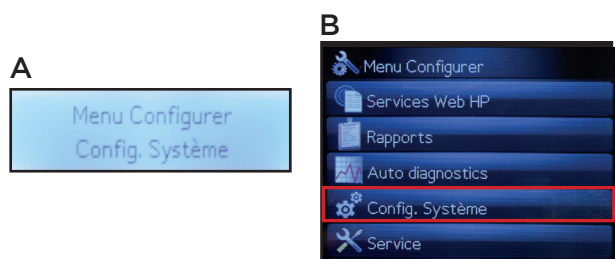 A
Menu Configurer
Config. Système
B
Menu Configurer
Services Web HP
Rapports
Auto diagnostics
Config. Système
Service